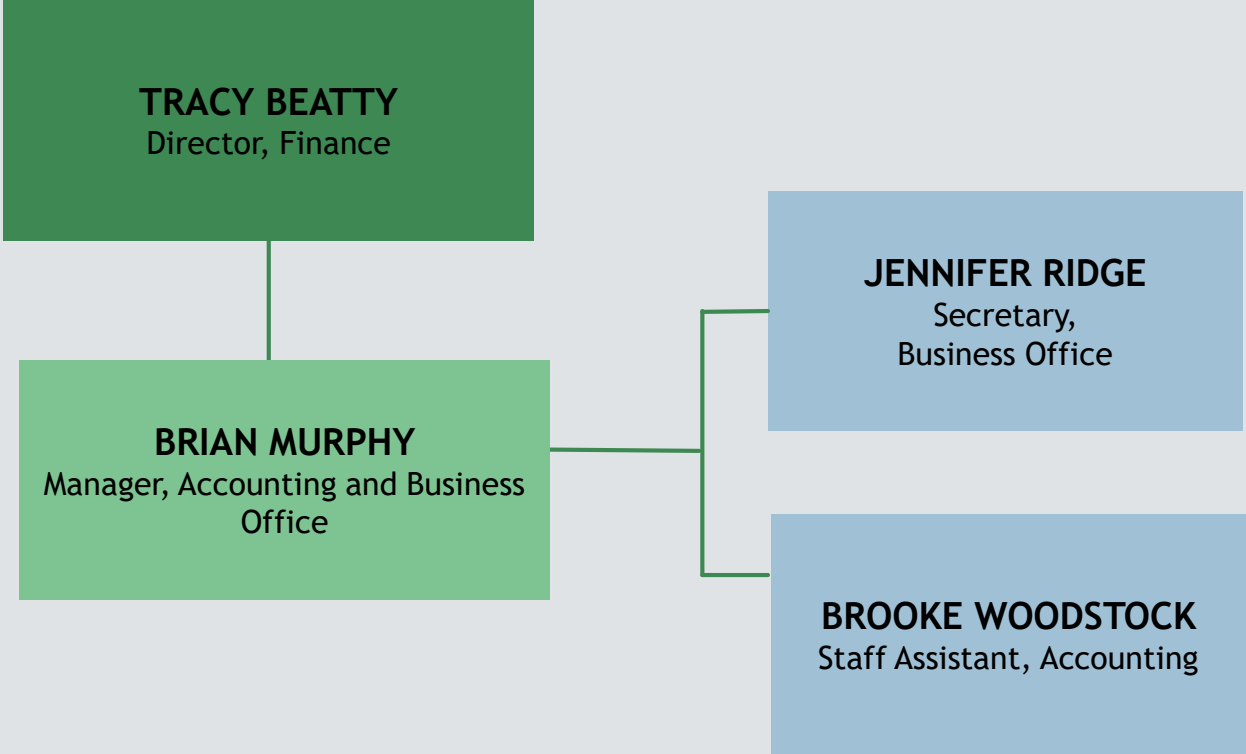 TRACY BEATTY
Director, Finance
BRIAN MURPHY
Manager, Accounting and Business
Office
JENNIFER RIDGE
Secretary,
Business Office
BROOKE WOODSTOCK
Staff Assistant, Accounting